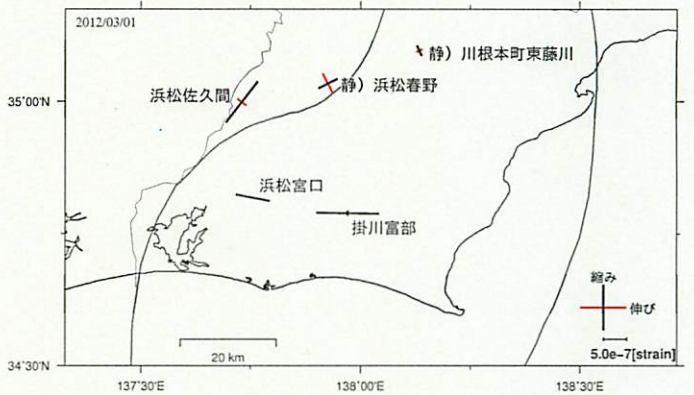 2012/03/01
静）川根本町東藤川
静）浜松春野
浜松佐久間
35°00'N
浜松宮口
掛川富部
縮み
伸び
20 km
5.0e-7[strain]
34°30'N
137°30'E
138°00'E
138°30'E